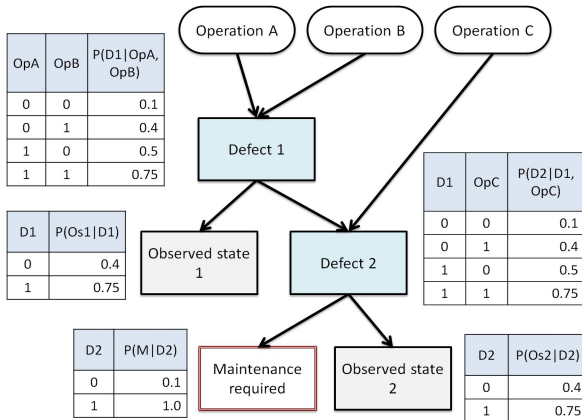 Operation A
Operation B
Operation C
OpA OpB P(D1|OpA, OpB)
0 0 0.1
0 1 0.4
1 0 0.5
1 1 0.75
Defect 1
D1 OpC P(D2|D1, OpC)
0 0 0.1
0 1 0.4
1 0 0.5
1 1 0.75
D1 P(Os1|D1)
0 0.4
1 0.75
Observed state
1
Defect 2
D2 P(M|D2)
0 0.1
1 1.0
Maintenance
required
Observed state
2
D2 P(Os2|D2)
0 0.4
1 0.75